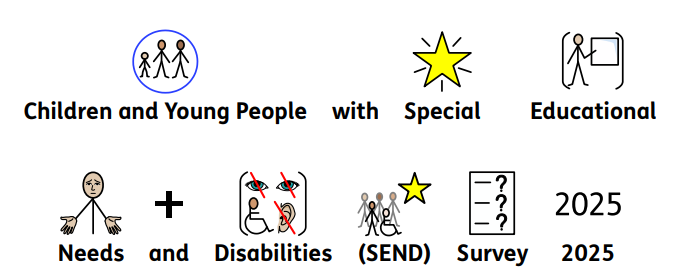 Children and Young People with Special Educational
2025
Needs and Disabilities (SEND) Survey 2025